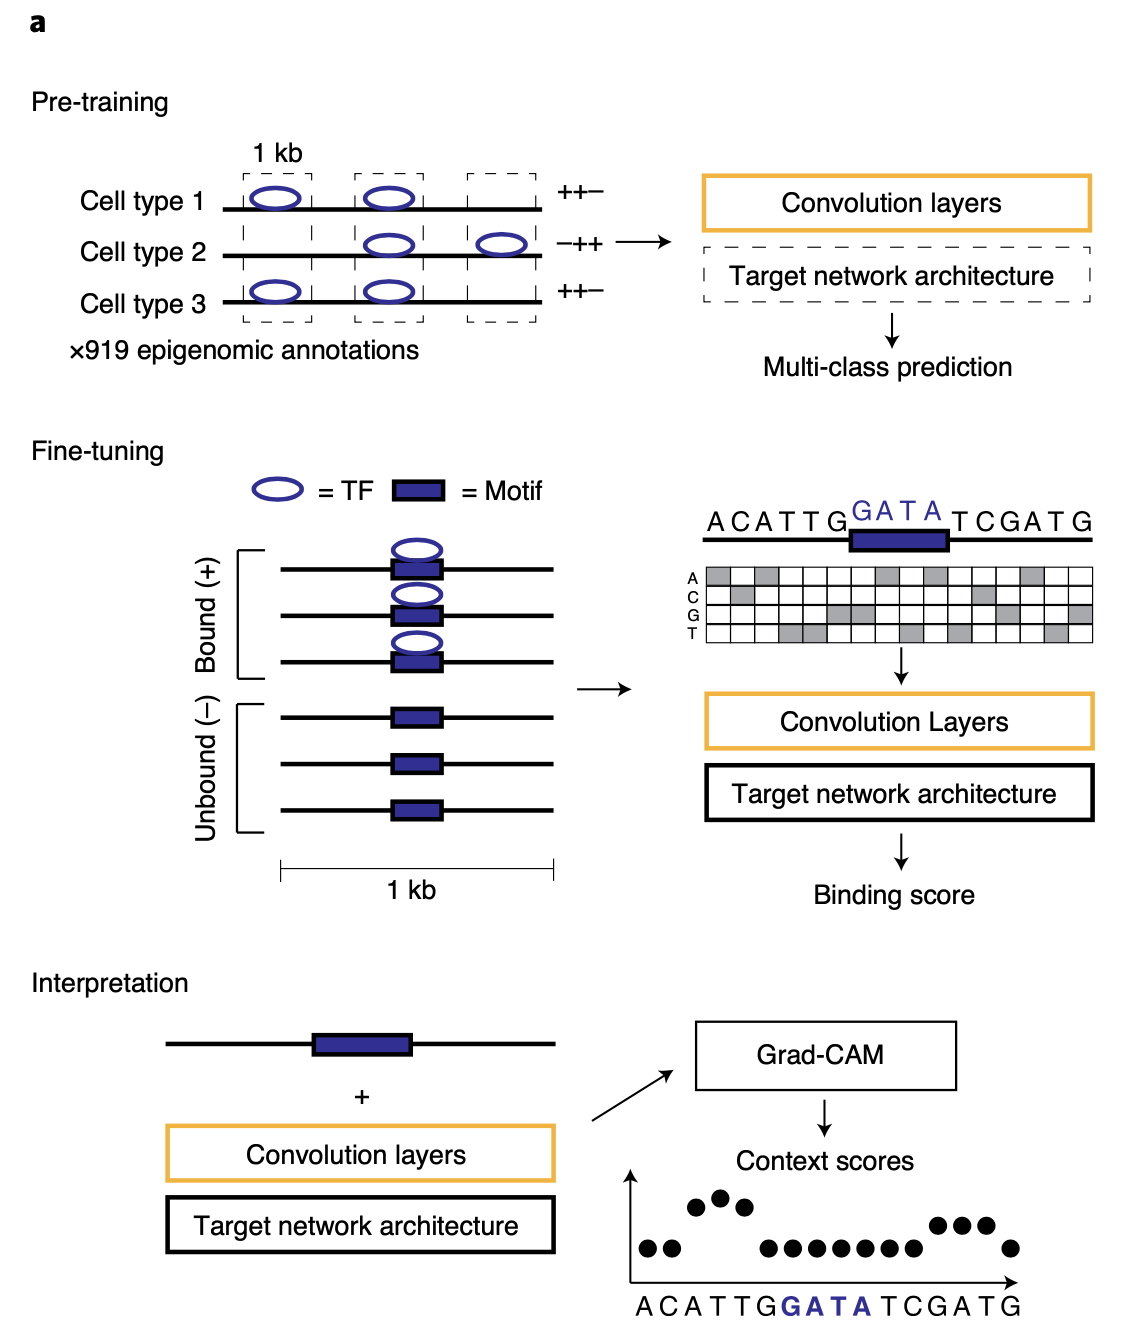 a
Pre-training
1 kb
Cell type 1
++−
Cell type 2
−++
Cell type 3
++−
×919 epigenomic annotations
Convolution layers
Target network architecture
Multi-class prediction
Fine-tuning
= TF
= Motif
Bound (+)
Unbound (−)
1 kb
ACATTGGATATCGATG
A
C
G
T
Convolution Layers
Target network architecture
Binding score
Interpretation
+
Convolution layers
Target network architecture
Grad-CAM
Context scores
ACATTGGATATCGATG